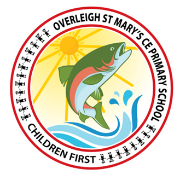 OVERLEIGH ST MARY'S CE PRIMARY SCHOOL
CHILDREN FIRST